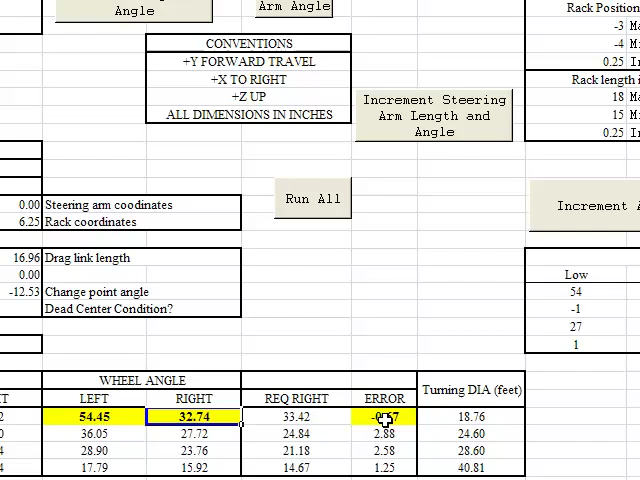 Angle
Arm Angle
Rack Position
-3
-4
0.25
Rack length
18
15
0.25
CONVENTIONS
+Y FORWARD TRAVEL
+X TO RIGHT
+Z UP
ALL DIMENSIONS IN INCHES
Increment Steering
Arm Length and
Angle
Run All
Increment
0.00 Steering arm coodinates
6.25 Rack coordinates
16.96 Drag link length
0.00
-12.53 Change point angle
Dead Center Condition?
Low
54
-1
27
1
WHEEL ANGLE
LEFT RIGHT REQ RIGHT ERROR Turning DIA (feet)
54.45 32.74 33.42 18.76
36.05 27.72 24.84 2.88 24.60
28.90 23.76 21.18 2.58 28.60
17.79 15.92 14.67 1.25 40.81